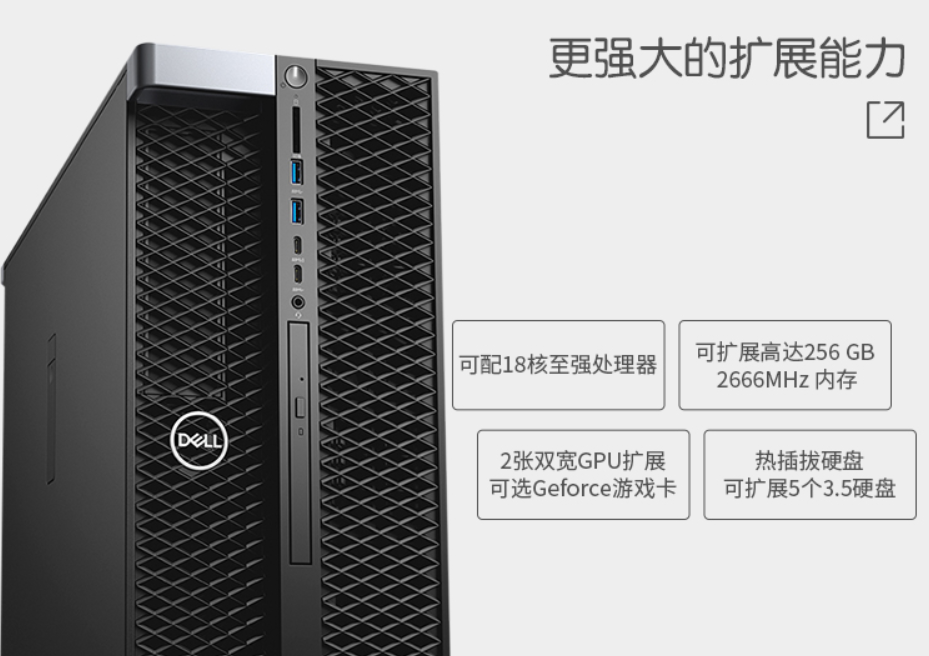 更强大的扩展能力
可配18核至强处理器
可扩展高达256 GB
2666MHz 内存
2张双宽GPU扩展
可选Geforce游戏卡
热插拔硬盘
可扩展5个3.5硬盘
DELL